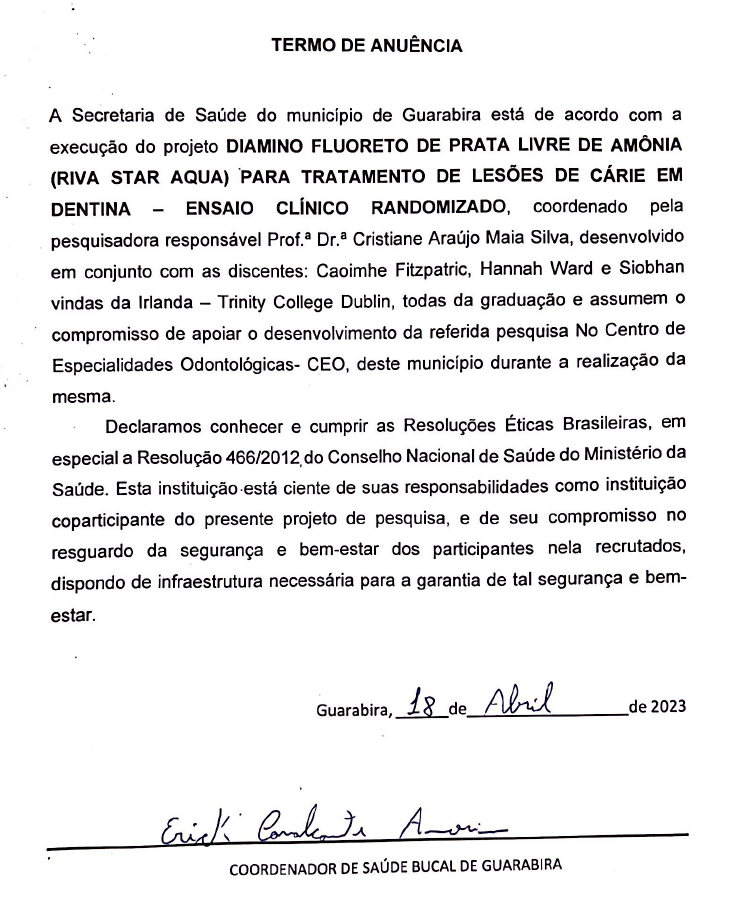 TERMO DE ANUÊNCIA
A Secretaria de Saúde do município de Guarabira está de acordo com a
execução do projeto DIAMINO FLUORETO DE PRATA LIVRE DE AMÔNIA
(RIVA STAR AQUA) PARA TRATAMENTO DE LESÕES DE CÁRIE EM
DENTINA – ENSAIO CLÍNICO RANDOMIZADO, coordenado pela
pesquisadora responsável Prof.ª Dr.ª Cristiane Araújo Maia Silva, desenvolvido
em conjunto com as discentes: Caoimhe Fitzpatric, Hannah Ward e Siobhan
vindas da Irlanda – Trinity College Dublin, todas da graduação e assumem o
compromisso de apoiar o desenvolvimento da referida pesquisa No Centro de
Especialidades Odontológicas- CEO, deste município durante a realização da
mesma.
Declaramos conhecer e cumprir as Resoluções Éticas Brasileiras, em
especial a Resolução 466/2012 do Conselho Nacional de Saúde do Ministério da
Saúde. Esta instituição está ciente de suas responsabilidades como instituição
coparticipante do presente projeto de pesquisa, e de seu compromisso no
resguardo da segurança e bem-estar dos participantes nela recrutados,
dispondo de infraestrutura necessária para a garantia de tal segurança e bem-
estar.
Guarabira, 18 de Abril de 2023
Cavalcante
COORDENADOR DE SAÚDE BUCAL DE GUARABIRA